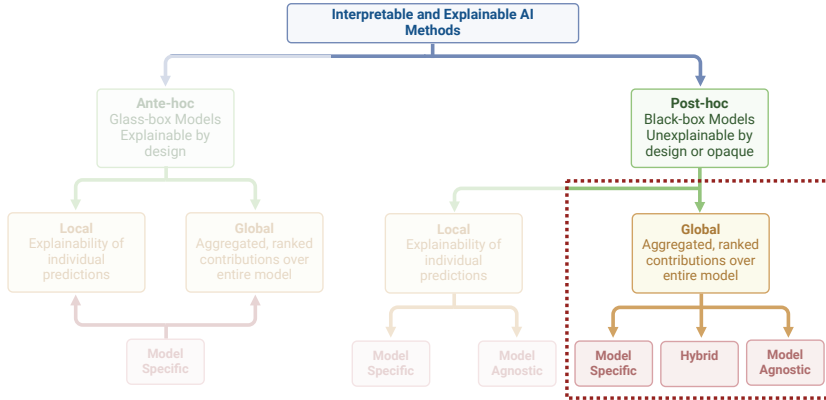 Interpretable and Explainable AI
Methods
Ante-hoc
Glass-box Models
Explainable by
design
Post-hoc
Black-box Models
Unexplainable by
design or opaque
Local
Explainability of
individual
predictions
Global
Aggregated, ranked
contributions over
entire model
Local
Explainability of
individual
predictions
Global
Aggregated, ranked
contributions over
entire model
Model
Specific
Model
Specific
Model
Agnostic
Model
Specific
Hybrid
Model
Agnostic